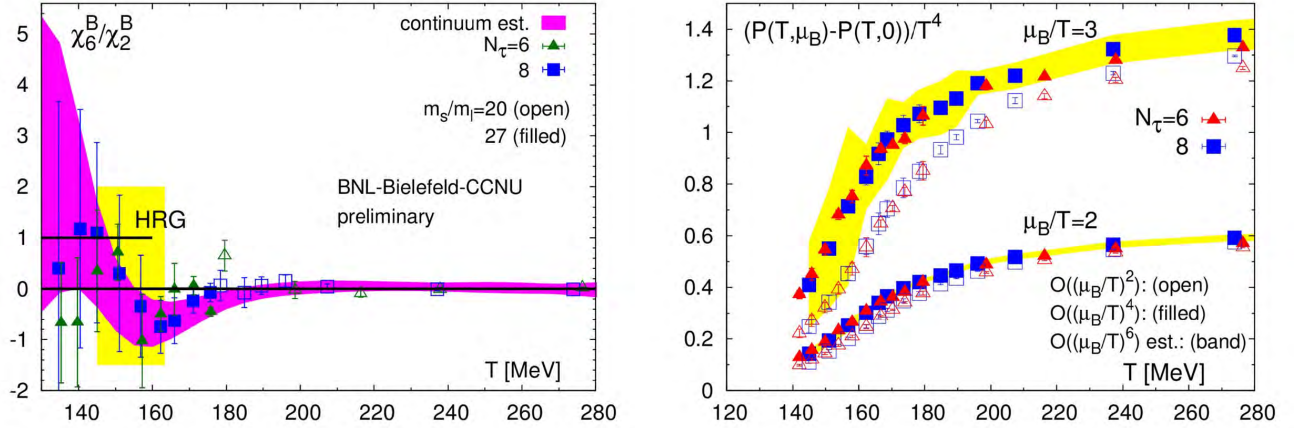 χ₆ᴮ/χ₂ᴮ
continuum est.
Nτ=6
8
mₛ/mₗ=20 (open)
27 (filled)
BNL-Bielefeld-CCNU
preliminary
HRG
T [MeV]
5
4
3
2
1
0
-1
-2
140 160 180 200 220 240 260 280
(P(T,μB)-P(T,0))/T⁴
μB/T=3
Nτ=6
8
μB/T=2
O((μB/T)²): (open)
O((μB/T)⁴): (filled)
O((μB/T)⁶) est.: (band)
T [MeV]
1.4
1.2
1
0.8
0.6
0.4
0.2
0
120 140 160 180 200 220 240 260 280